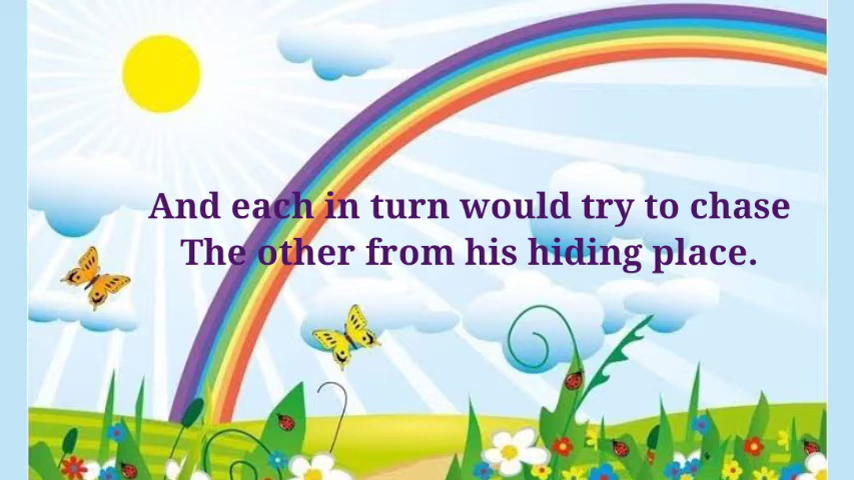 And each in turn would try to chase
The other from his hiding place.